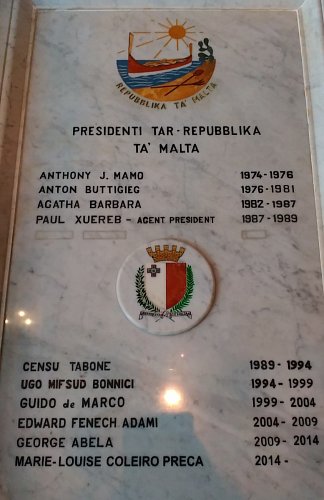 REPUBBLIKA TA' MALTA
PRESIDENTI TAR-REPUBBLIKA
TA' MALTA
ANTHONY J. MAMO 1974-1976
ANTON BUTTIGIEG 1976-1981
AGATHA BARBARA 1982-1987
PAUL XUEREB - AGENT PRESIDENT 1987-1989
CENSU TABONE 1989-1994
UGO MIFSUD BONNICI 1994-1999
GUIDO de MARCO 1999-2004
EDWARD FENECH ADAMI 2004-2009
GEORGE ABELA 2009-2014
MARIE-LOUISE COLEIRO PRECA 2014-